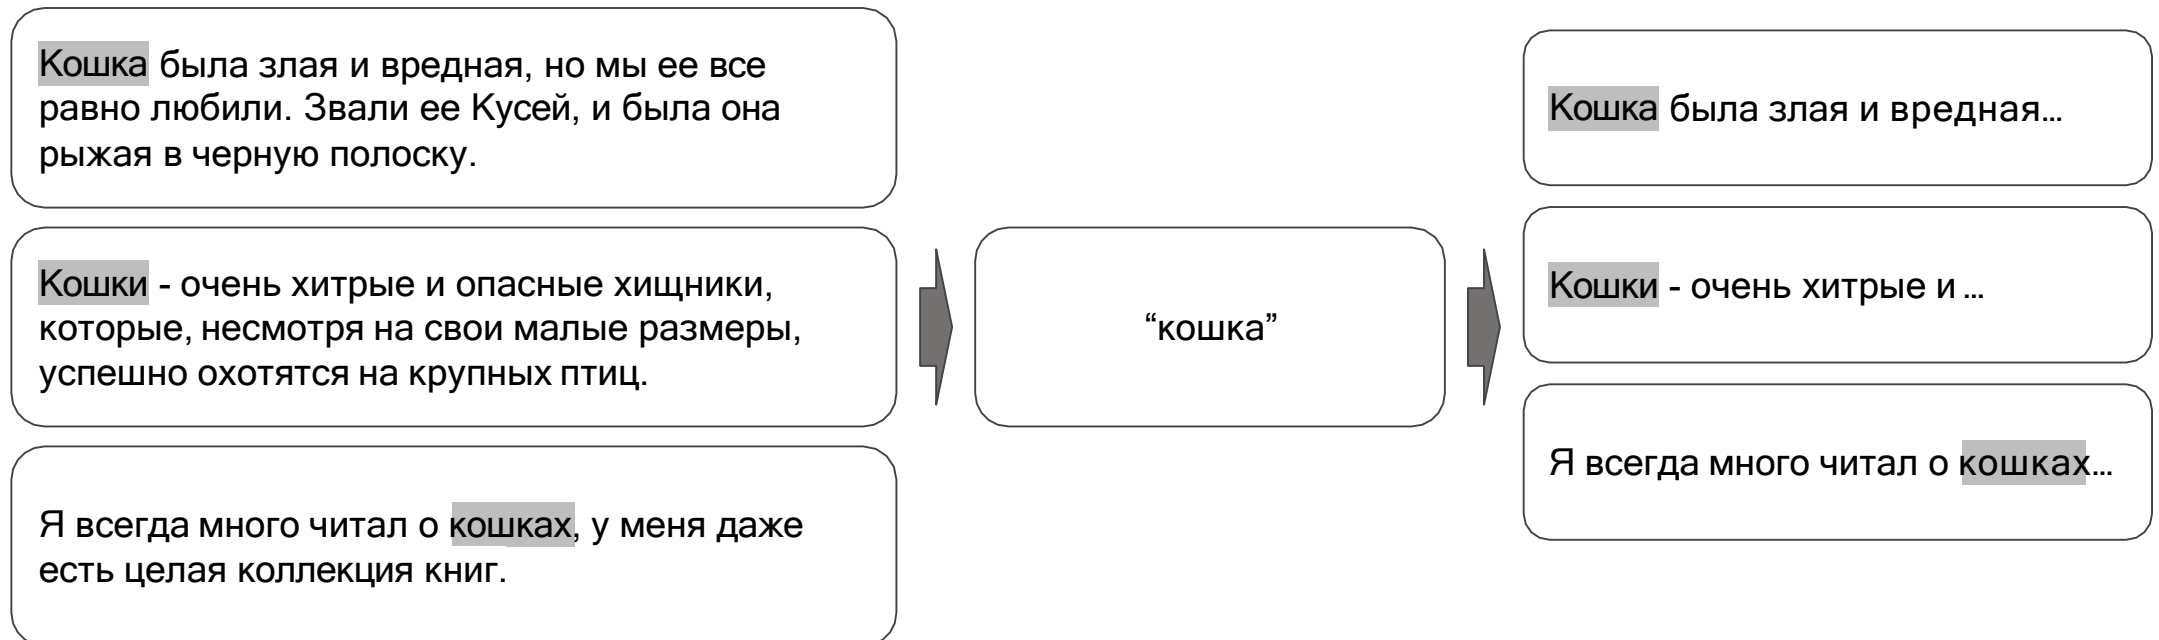 Кошка была злая и вредная, но мы ее все
равно любили. Звали ее Кусей, и была она
рыжая в черную полоску.
Кошки - очень хитрые и опасные хищники,
которые, несмотря на свои малые размеры,
успешно охотятся на крупных птиц.
Я всегда много читал о кошках, у меня даже
есть целая коллекция книг.
“кошка”
Кошка была злая и вредная...
Кошки - очень хитрые и ...
Я всегда много читал о кошках...